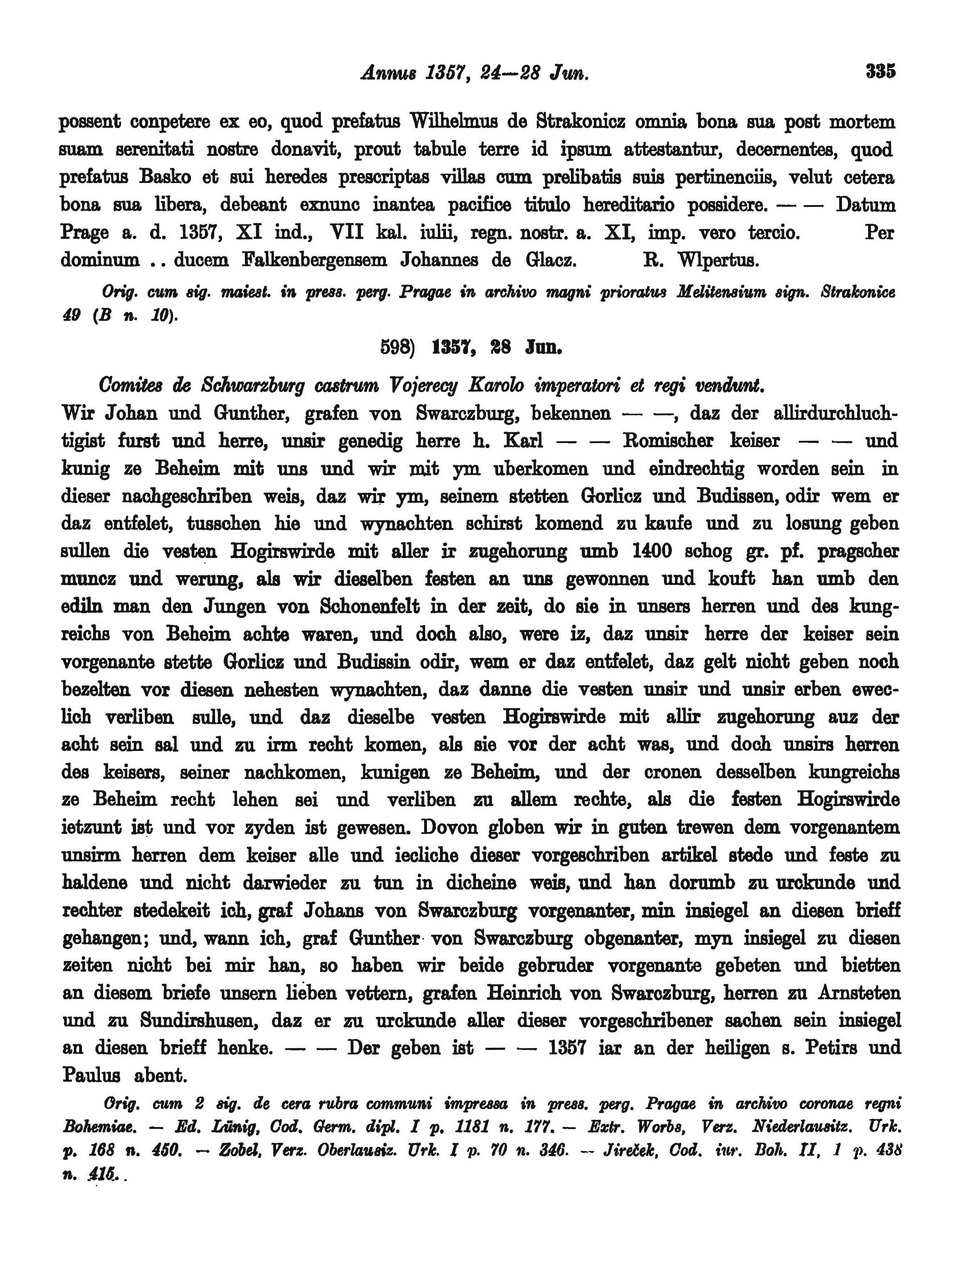 Annus 1357, 24—28 Jun. 335
possent conpetere ex eo, quod prefatus Wilhelmus de Strakonicz omnia bona sua post mortem
suam serenitati nostre donavit, prout tabule terre id ipsum attestantur, decernentes, quod
prefatus Basko et sui heredes prescriptas villas cum prelibatis suis pertinenciis, velut cetera
bona sua libera, debeant exnunc inantea pacifice titulo hereditario possidere. — — Datum
Prage a. d. 1357, XI ind., VII kal. iulii, regn. nostr. a. XI, imp. vero tercio. Per
dominum .. ducem Falkenbergensem Johannes de Glacz. R. Wlpertus.
Orig. cum sig. maiest. in press. perg. Pragae in archivo magni prioratus Melitensium sign. Strakonice
49 (B n. 10).
598) 1357, 28 Jun.
Comites de Schwarzburg castrum Vojerecy Karolo imperatori et regi vendunt.
Wir Johan und Gunther, grafen von Swarczburg, bekennen — —, daz der allirdurchluch-
tigist furst und herre, unsir genedig herre h. Karl — — Romischer keiser — — und
kunig ze Beheim mit uns und wir mit ym uberkomen und eindrechtig worden sein in
dieser nachgeschriben weis, daz wir ym, seinem stetten Gorlicz und Budissen, odir wem er
daz entfelet, tusschen hie und wynachten schirst komend zu kaufe und zu losung geben
sullen die vesten Hogirswirde mit aller ir zugehorung umb 1400 schog gr. pf. pragscher
muncz und werung, als wir dieselben festen an uns gewonnen und kouft han umb den
ediln man den Jungen von Schonenfelt in der zeit, do sie in unsers herren und des kung-
reichs von Beheim achte waren, und doch also, were iz, daz unsir herre der keiser sein
vorgenante stette Gorlicz und Budissin odir, wem er daz entfelet, daz gelt nicht geben noch
bezelten vor diesen nehesten wynachten, daz danne die vesten unsir und unsir erben ewec-
lich verliben sulle, und daz dieselbe vesten Hogirswirde mit allir zugehorung auz der
acht sein sal und zu irm recht komen, als sie vor der acht was, und doch unsirs herren
des keisers, seiner nachkomen, kunigen ze Beheim, und der cronen desselben kungreichs
ze Beheim recht lehen sei und verliben zu allem rechte, als die festen Hogirswirde
ietzunt ist und vor zyden ist gewesen. Dovon globen wir in guten trewen dem vorgenantem
unsirm herren dem keiser alle und iecliche dieser vorgeschriben artikel stede und feste zu
haldene und nicht darwieder zu tun in dicheine weis, und han dorumb zu urckunde und
rechter stedekeit ich, graf Johans von Swarczburg vorgenanter, min insiegel an diesen brieff
gehangen; und, wann ich, graf Gunther von Swarczburg obgenanter, myn insiegel zu diesen
zeiten nicht bei mir han, so haben wir beide gebruder vorgenante gebeten und bietten
an diesem briefe unsern lieben vettern, grafen Heinrich von Swarczburg, herren zu Arnsteten
und zu Sundirshusen, daz er zu urckunde aller dieser vorgeschribener sachen sein insiegel
an diesen brieff henke. — — Der geben ist — — 1357 iar an der heiligen s. Petirs und
Paulus abent.
Orig. cum 2 sig. de cera rubra communi impressa in press. perg. Pragae in archivo coronae regni
Bohemiae. — Ed. Lünig, Cod. Germ. dipl. I p. 1181 n. 177. — Extr. Worbs, Verz. Niederlausitz. Urk.
p. 168 n. 450. — Zobel, Verz. Oberlausiz. Urk. I p. 70 n. 346. — Jireček, Cod. iur. Boh. II, 1 p. 438
n. 415.